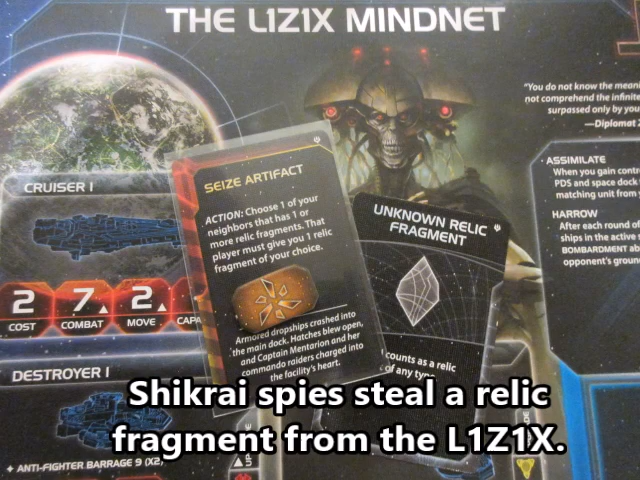 THE L1Z1X MINDNET
"You do not know the meani
not comprehend the infinite
surpassed only by you
—Diplomat Z
CRUISER I
2
7
2
COST
COMBAT
MOVE
CAPA
DESTROYER I
✦ ANTI-FIGHTER BARRAGE 9 (X2)
SEIZE ARTIFACT
ACTION: Choose 1 of your
neighbors that has 1 or
more relic fragments. That
player must give you 1 relic
fragment of your choice.
Armored dropships crashed into
the main dock. Hatches blew open,
and Captain Mentarion and her
commando raiders charged into
the facility's heart.
UNKNOWN RELIC
FRAGMENT
counts as a relic
of any type
ASSIMILATE
When you gain contro
PDS and space dock
matching unit from
HARROW
After each round of
ships in the active s
BOMBARDMENT ab
opponent's groun
Shikrai spies steal a relic
fragment from the L1Z1X.